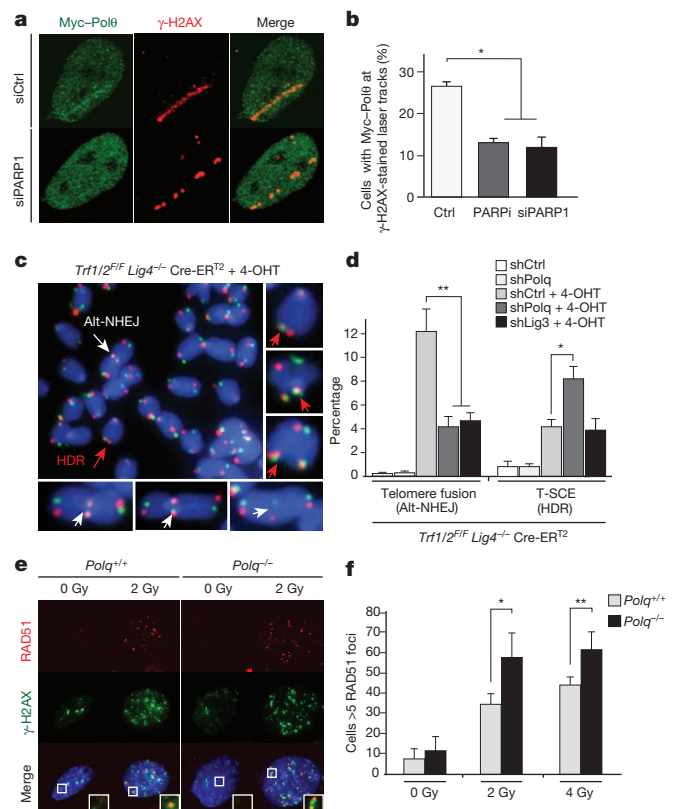 a
Myc–Polθ γ-H2AX Merge
siCtrl
siPARP1
b
Cells with Myc–Polθ at
γ-H2AX-stained laser tracks (%)
30
20
10
0
*
Ctrl PARPi siPARP1
c
Trf1/2F/F Lig4–/– Cre-ERT2 + 4-OHT
Alt-NHEJ
HDR
d
shCtrl
shPolq
shCtrl + 4-OHT
shPolq + 4-OHT
shLig3 + 4-OHT
Percentage
12
10
8
6
4
2
0
**
*
Telomere fusion
(Alt-NHEJ)
T-SCE
(HDR)
Trf1/2F/F Lig4–/– Cre-ERT2
e
Polq+/+ Polq–/–
0 Gy 2 Gy 0 Gy 2 Gy
RAD51
γ-H2AX
Merge
f
Polq+/+
Polq–/–
Cells >5 RAD51 foci
80
70
60
50
40
30
20
10
0
*
**
0 Gy 2 Gy 4 Gy